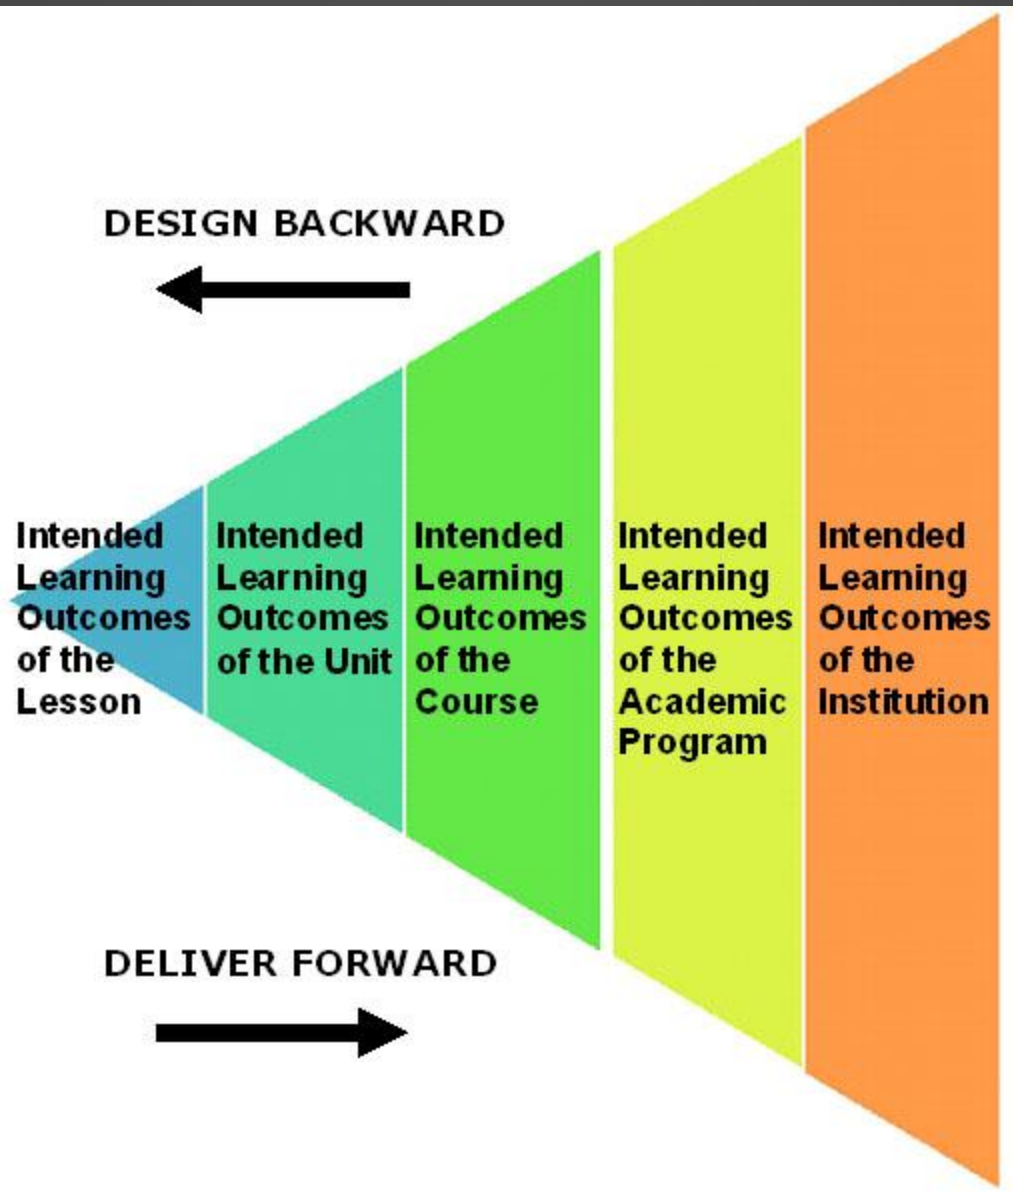 DESIGN BACKWARD
Intended
Learning
Outcomes
of the
Lesson
Intended
Learning
Outcomes
of the Unit
Intended
Learning
Outcomes
of the
Course
Intended
Learning
Outcomes
of the
Academic
Program
Intended
Learning
Outcomes
of the
Institution
DELIVER FORWARD